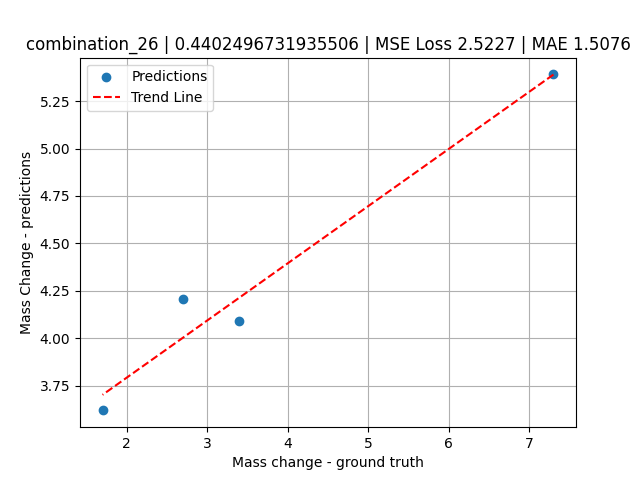 combination_26 | 0.4402496731935506 | MSE Loss 2.5227 | MAE 1.5076
Predictions
Trend Line
5.25
5.00
4.75
4.50
4.25
4.00
3.75
Mass Change - predictions
2 3 4 5 6 7
Mass change - ground truth